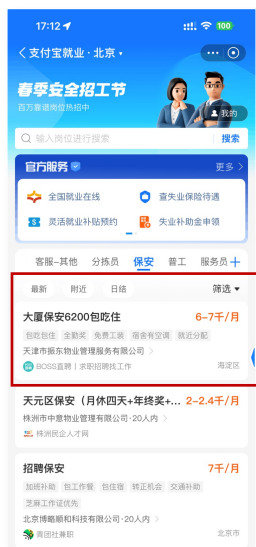 17:12
100
支付宝就业·北京
春季安全招工节
百万靠谱岗位热招中
我的
输入岗位进行搜索
搜索
官方服务
更多
全国就业在线
查失业保险待遇
灵活就业补贴预约
失业补助金申领
客服-其他 分拣员 保安 普工 服务员
最新 附近 日结 筛选
大厦保安6200包吃住 6-7千/月
包吃包住 全勤奖 免费工装 宿舍有空调 就近分配
天津市振东物业管理服务有限公司
BOSS直聘 | 求职招聘找工作 海淀区
天元区保安（月休四天+年终奖+... 2-2.4千/月
株洲市中意物业管理有限公司·20人内
株洲民企人才网
招聘保安 7千/月
加班补助 包工作餐 包住宿 转正机会 交通补助
芝麻工作证优先
北京博略顺和科技有限公司·20人内
青团社兼职 北京市